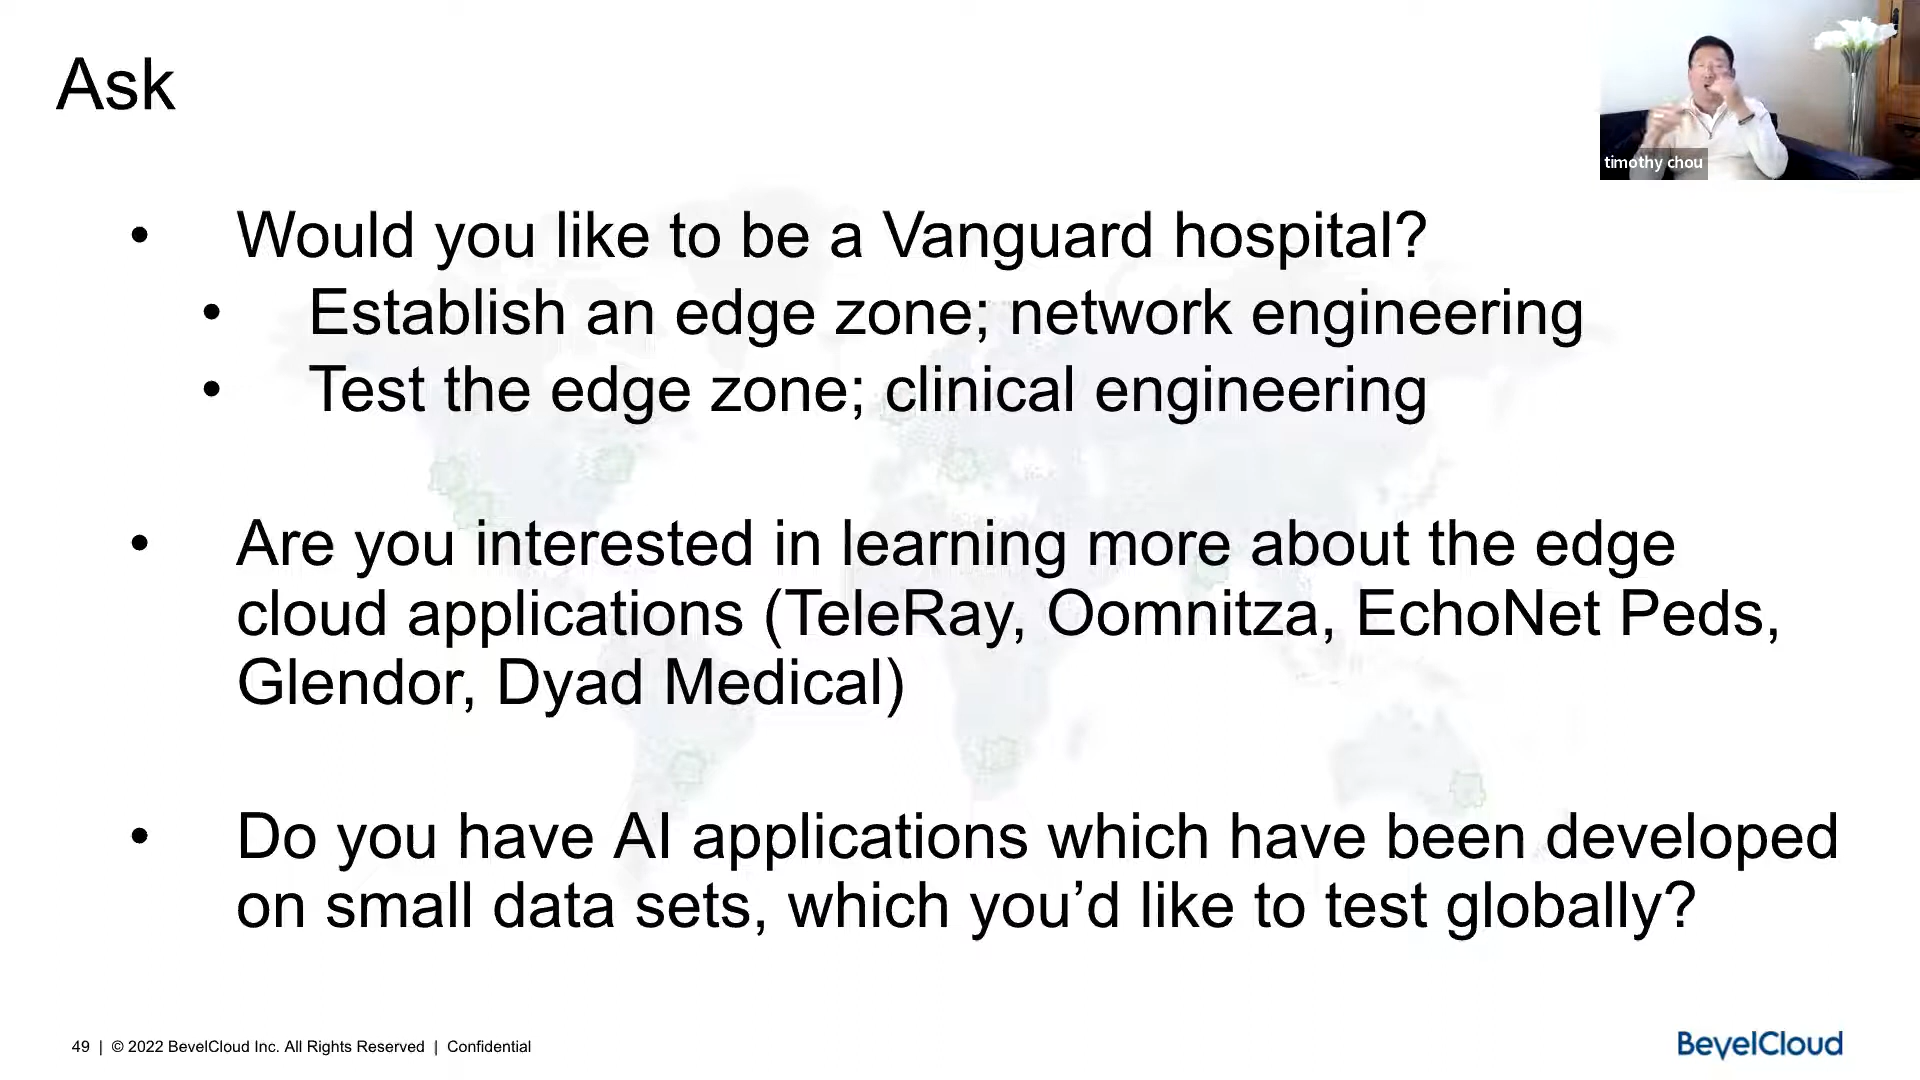 Ask
timothy chou
• Would you like to be a Vanguard hospital?
• Establish an edge zone; network engineering
• Test the edge zone; clinical engineering
• Are you interested in learning more about the edge
cloud applications (TeleRay, Oomnitza, EchoNet Peds,
Glendor, Dyad Medical)
• Do you have AI applications which have been developed
on small data sets, which you’d like to test globally?
49 | © 2022 BevelCloud Inc. All Rights Reserved | Confidential
BevelCloud